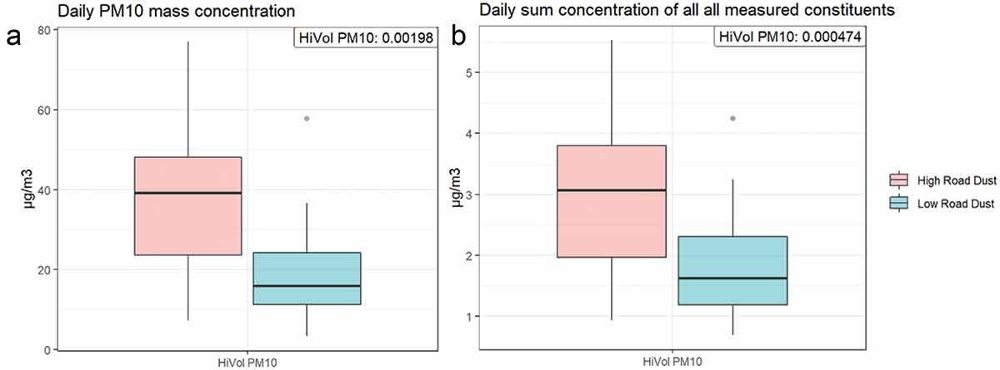 a
Daily PM10 mass concentration
HiVol PM10: 0.00198
µg/m3
80
60
40
20
0
HiVol PM10
b
Daily sum concentration of all all measured constituents
HiVol PM10: 0.000474
µg/m3
5
4
3
2
1
HiVol PM10
High Road Dust
Low Road Dust